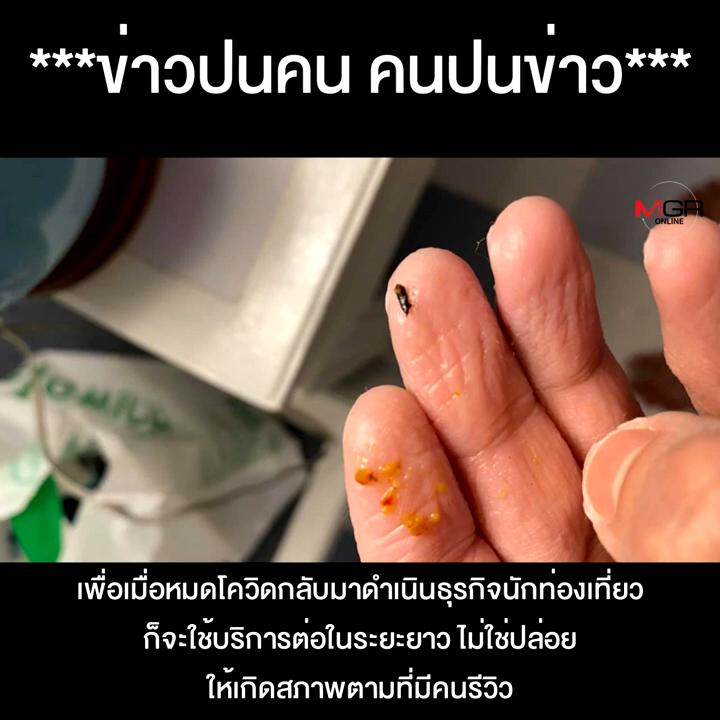 ***ข่าวปนคน คนปนข่าว***
MGR
ONLINE
เพื่อเมื่อหมดโควิดกลับมาดำเนินธุรกิจนักท่องเที่ยว
ก็จะใช้บริการต่อในระยะยาว ไม่ใช่ปล่อย
ให้เกิดสภาพตามที่มีคนรีวิว